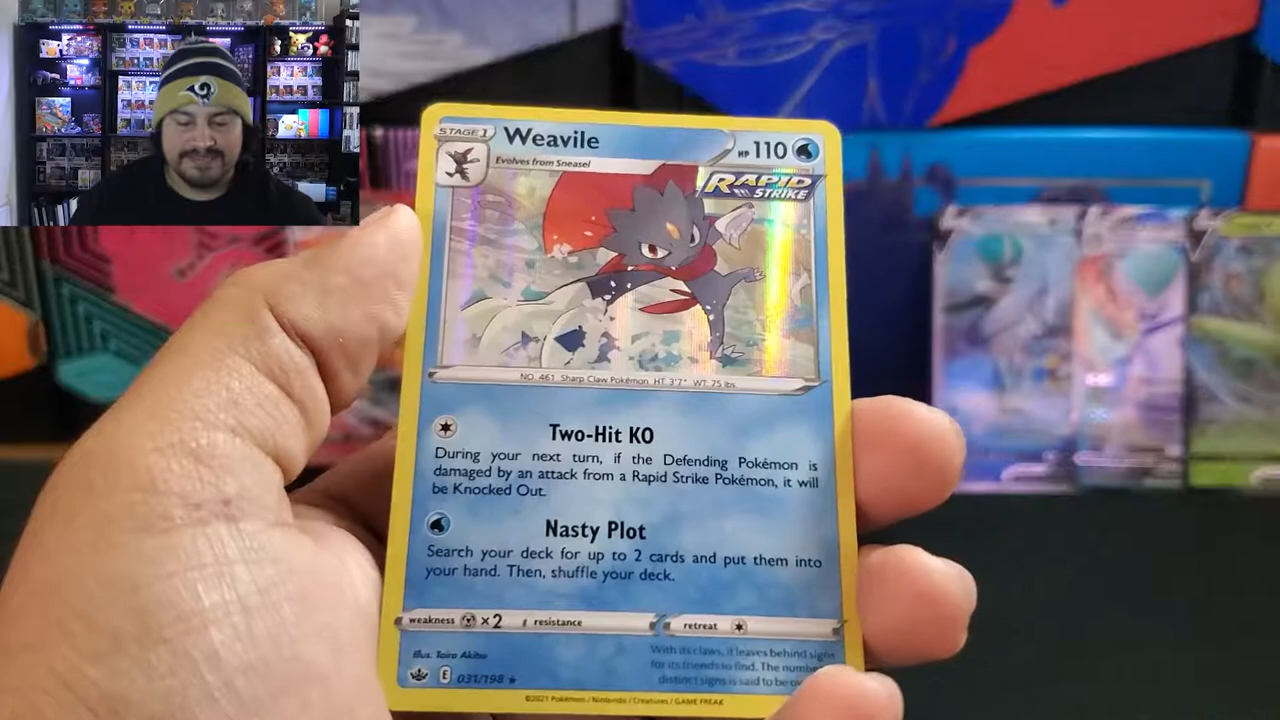 STAGE 1
Weavile
HP 110
Evolves from Sneasel
RAPID
STRIKE
NO. 461 Sharp Claw Pokémon HT: 3'7" WT: 75 lbs.
Two-Hit KO
During your next turn, if the Defending Pokémon is
damaged by an attack from a Rapid Strike Pokémon, it will
be Knocked Out.
Nasty Plot
Search your deck for up to 2 cards and put them into
your hand. Then, shuffle your deck.
weakness ×2 resistance retreat
Illus. Taira Akitsu
With its claws, it leaves behind signs
for its friends to find. The number
distinct signs is said to be
E 031/198 ★
©2021 Pokémon / Nintendo / Creatures / GAME FREAK